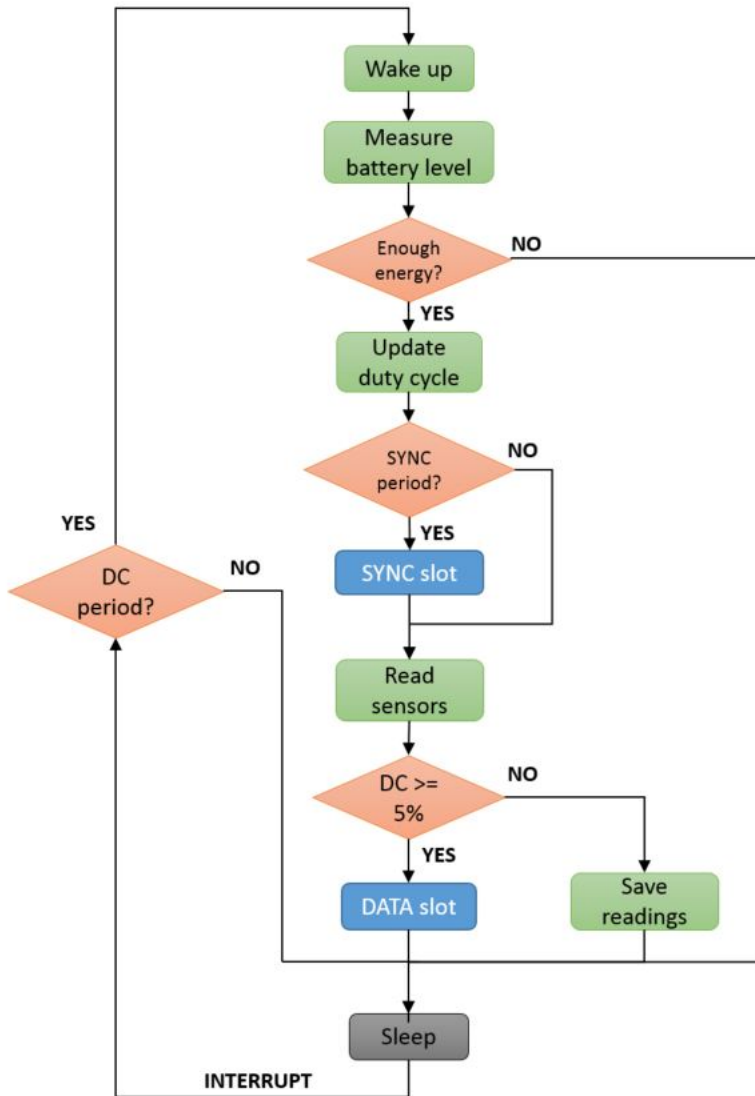 Wake up
Measure
battery level
Enough
energy?
NO
YES
Update
duty cycle
SYNC
period?
NO
YES
YES
DC
period?
NO
SYNC slot
Read
sensors
DC >=
5%
NO
YES
DATA slot
Save
readings
Sleep
INTERRUPT